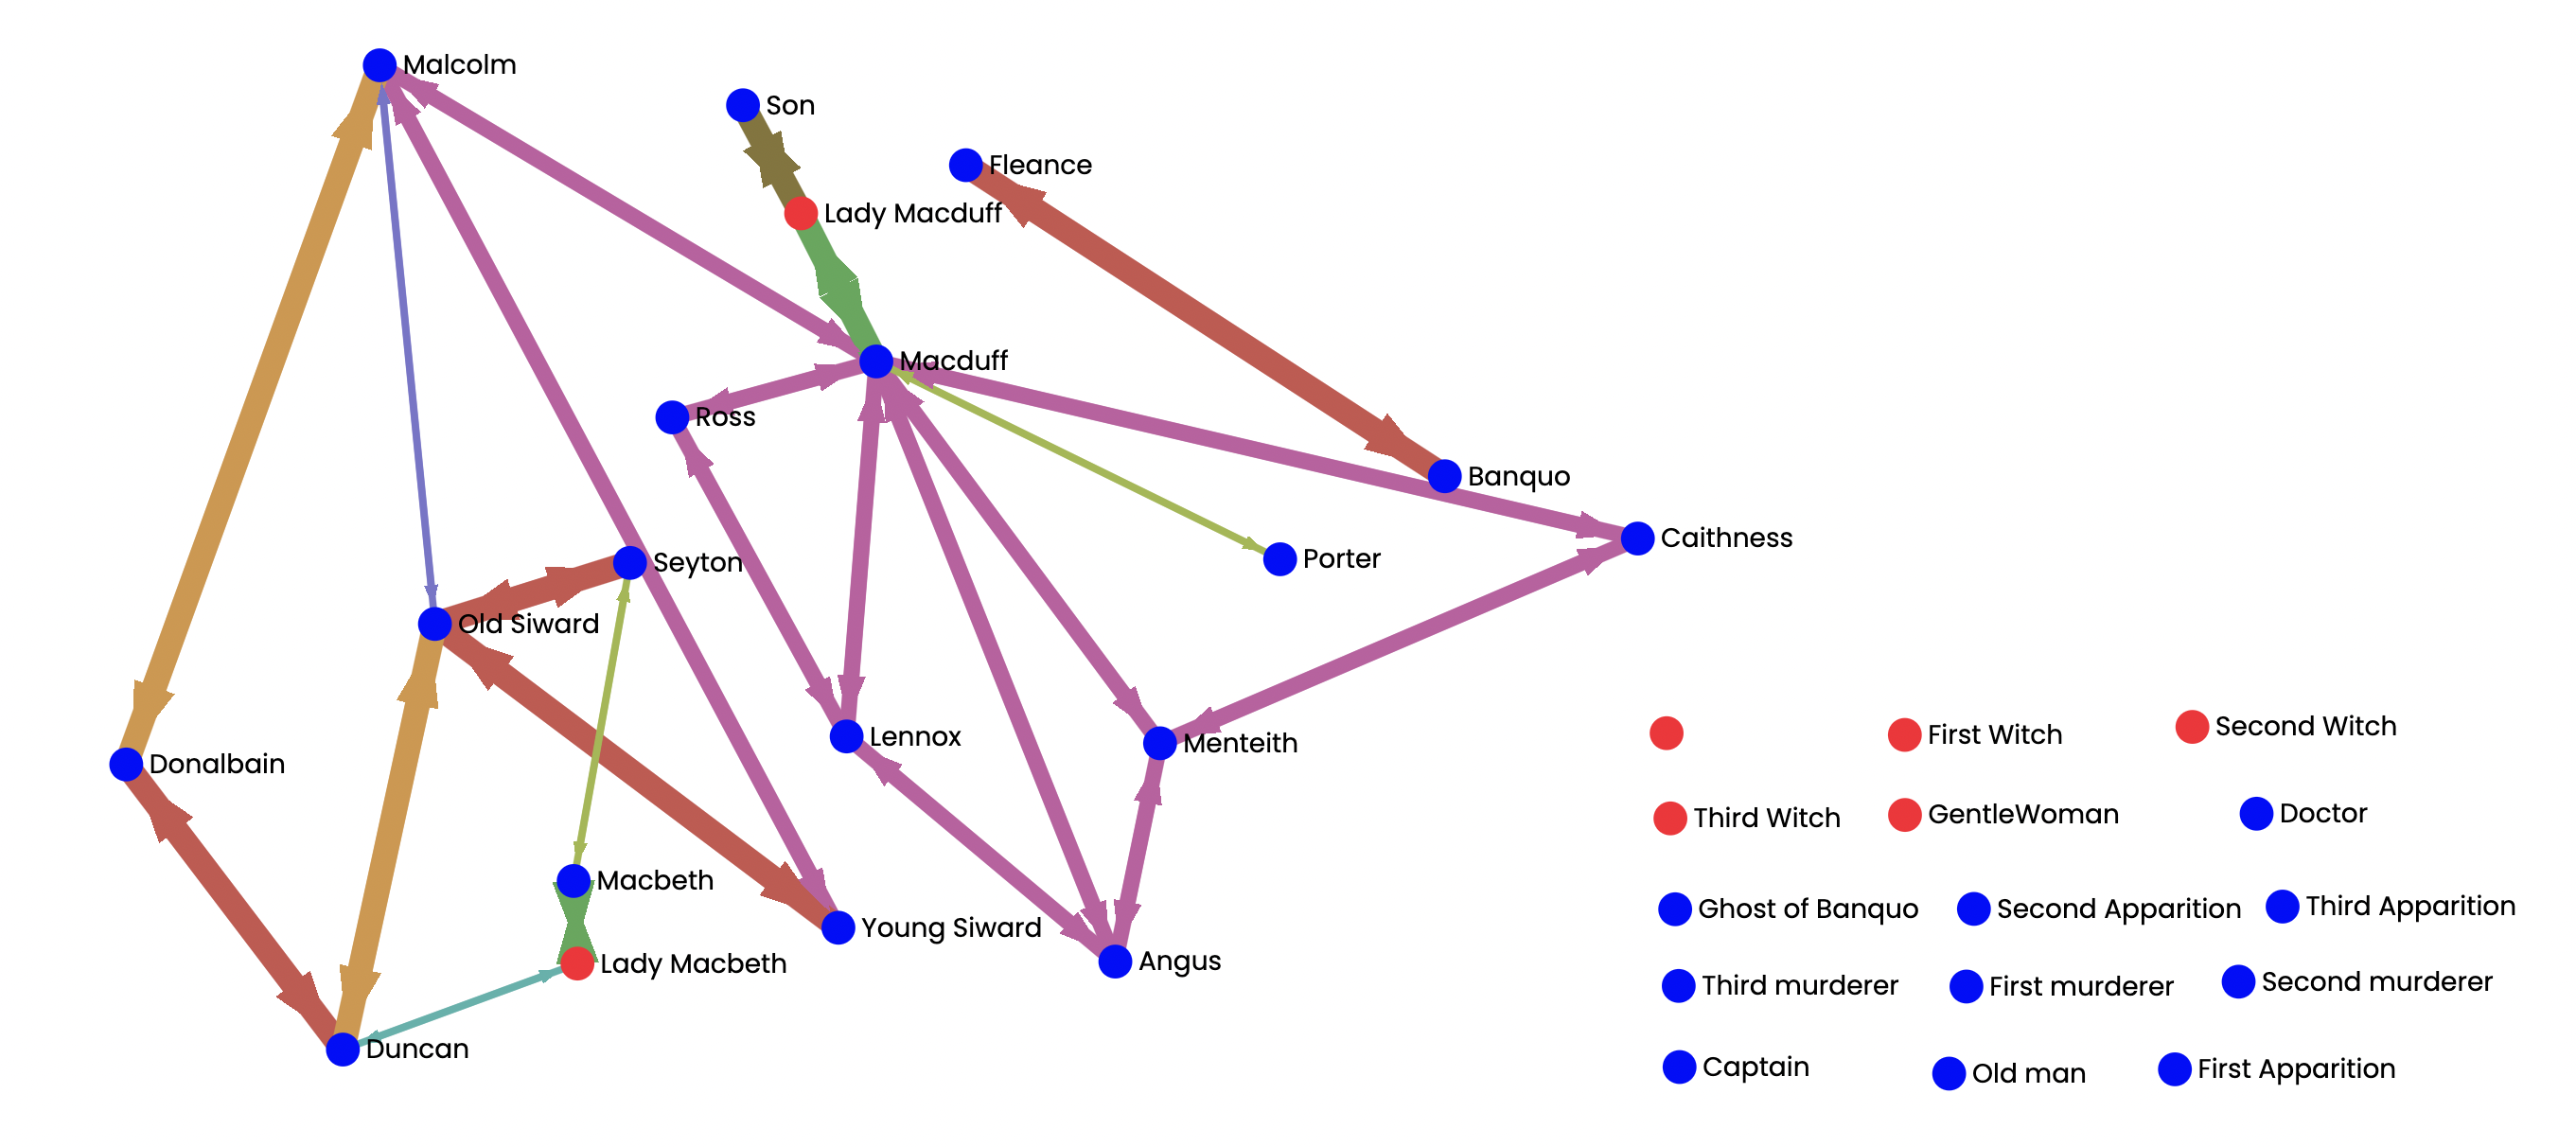 Malcolm
Son
Fleance
Lady Macduff
Macduff
Ross
Banquo
Caithness
Porter
Seyton
Old Siward
Lennox
Menteith
Donalbain
Macbeth
Young Siward
Lady Macbeth
Angus
Duncan
First Witch
Second Witch
Third Witch
GentleWoman
Doctor
Ghost of Banquo
Second Apparition
Third Apparition
Third murderer
First murderer
Second murderer
Captain
Old man
First Apparition